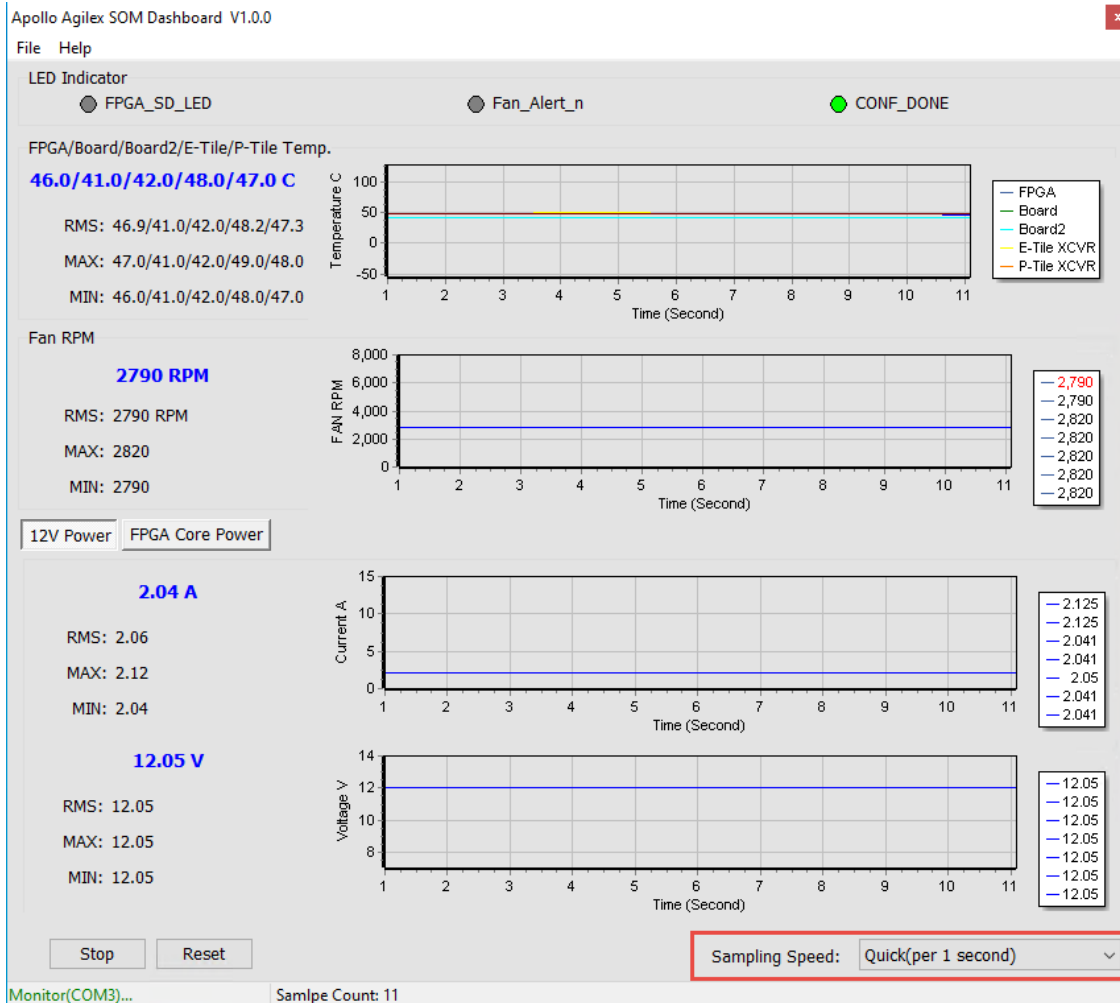 Apollo Agilex SOM Dashboard V1.0.0
x
File Help
LED Indicator
FPGA_SD_LED Fan_Alert_n CONF_DONE
FPGA/Board/Board2/E-Tile/P-Tile Temp.
46.0/41.0/42.0/48.0/47.0 C
RMS: 46.9/41.0/42.0/48.2/47.3
MAX: 47.0/41.0/42.0/49.0/48.0
MIN: 46.0/41.0/42.0/48.0/47.0
Temperature C
100
50
0
-50
1 2 3 4 5 6 7 8 9 10 11
Time (Second)
FPGA
Board
Board2
E-Tile XCVR
P-Tile XCVR
Fan RPM
2790 RPM
RMS: 2790 RPM
MAX: 2820
MIN: 2790
FAN RPM
8,000
6,000
4,000
2,000
0
1 2 3 4 5 6 7 8 9 10 11
Time (Second)
2,790
2,790
2,820
2,820
2,820
2,820
2,820
12V Power FPGA Core Power
2.04 A
RMS: 2.06
MAX: 2.12
MIN: 2.04
Current A
15
10
5
0
1 2 3 4 5 6 7 8 9 10 11
Time (Second)
2.125
2.125
2.041
2.041
2.05
2.041
2.041
12.05 V
RMS: 12.05
MAX: 12.05
MIN: 12.05
Voltage V
14
12
10
8
1 2 3 4 5 6 7 8 9 10 11
Time (Second)
12.05
12.05
12.05
12.05
12.05
12.05
12.05
Stop Reset Sampling Speed: Quick(per 1 second)
Monitor(COM3)... Samlpe Count: 11